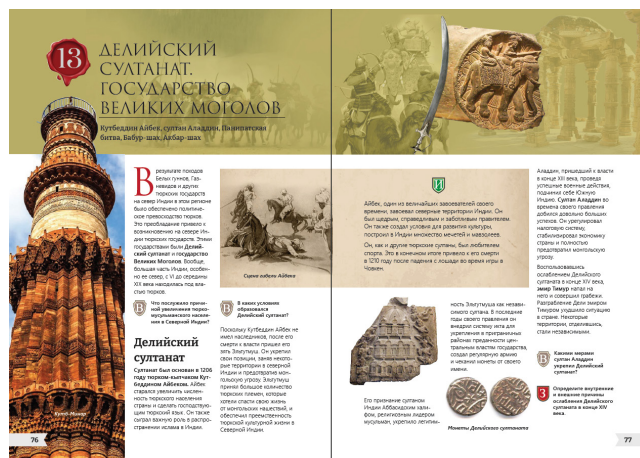 13
ДЕЛИЙСКИЙ
СУЛТАНАТ.
ГОСУДАРСТВО
ВЕЛИКИХ МОГОЛОВ
Кутбеддин Айбек, султан Аладдин, Панипатская
битва, Бабур-шах, Акбар-шах
В результате походов
Белых гуннов, Газ-
невидов и других
тюркских государств
на север Индии в этом регионе
было обеспечено политиче-
ское превосходство тюрков.
Это преобладание привело к
возникновению на севере Ин-
дии тюркских государств. Этими
государствами были Делий-
ский султанат и государство
Великих Моголов. Вообще,
большая часть Индии, особен-
но ее север, с VI до середины
XIX века находилась под вла-
стью тюрков.
В Что послужило причи-
ной увеличения тюрко-
мусульманского населе-
ния в Северной Индии?
Делийский
султанат
Султанат был основан в 1206
году тюрком-кыпчаком Кут-
беддином Айбеком. Айбек
старался увеличить числен-
ность тюркского населения
страны и сделать господствую-
щим тюркский язык. Он также
сыграл важную роль в распро-
странении ислама в Индии.
Кутб-Минар
76
Сцена гибели Айбека
В В каких условиях
образовался
Делийский султанат?
Поскольку Кутбеддин Айбек не
имел наследников, после его
смерти к власти пришел его
зять Эльтутмуш. Он укрепил
свои позиции, заняв некото-
рые территории в северной
Индии и предотвратив мон-
гольскую угрозу. Эльтутмуш
принял большое количество
тюркских племен, которые
хотели спасти свою жизнь
от монгольских нашествий, и
обеспечил преемственность
тюркской культурной жизни в
Северной Индии.
И
Айбек, один из величайших завоевателей своего
времени, завоевал северные территории Индии. Он
был щедрым, справедливым и заботливым правителем.
Он также создал условия для развития культуры,
построил в Индии множество мечетей и мавзолеев.
Он, как и другие тюркские султаны, был любителем
спорта. Это в конечном итоге привело к его смерти
в 1210 году после падения с лошади во время игры в
Човкен.
Его признание султаном
Индии Аббасидским хали-
фом, религиозным лидером
мусульман, укрепило легитим-
ность Эльтутмуша как незави-
симого султана. В последние
годы своего правления он
внедрил систему икта для
укрепления в приграничных
районах преданности цен-
тральным властям государства,
создал регулярную армию
и чеканил монеты от своего
имени.
Монеты Делийского султаната
Аладдин, пришедший к власти
в конце XIII века, проведя
успешные военные действия,
подчинил себе Южную
Индию. Султан Аладдин во
время своего правления
добился довольно больших
успехов. Он урегулировал
налоговую систему,
стабилизировал экономику
страны и полностью
предотвратил монгольскую
угрозу.
Воспользовавшись
ослаблением Делийского
султаната в конце XIV века,
эмир Тимур напал на
него и совершил грабежи.
Разграбление Дели эмиром
Тимуром ухудшило ситуацию
в стране. Некоторые
территории, отделившись,
стали независимыми.
В Какими мерами
султан Аладдин
укрепил Делийский
султанат?
З Определите внутренние
и внешние причины
ослабления Делийского
султаната в конце XIV
века.
77